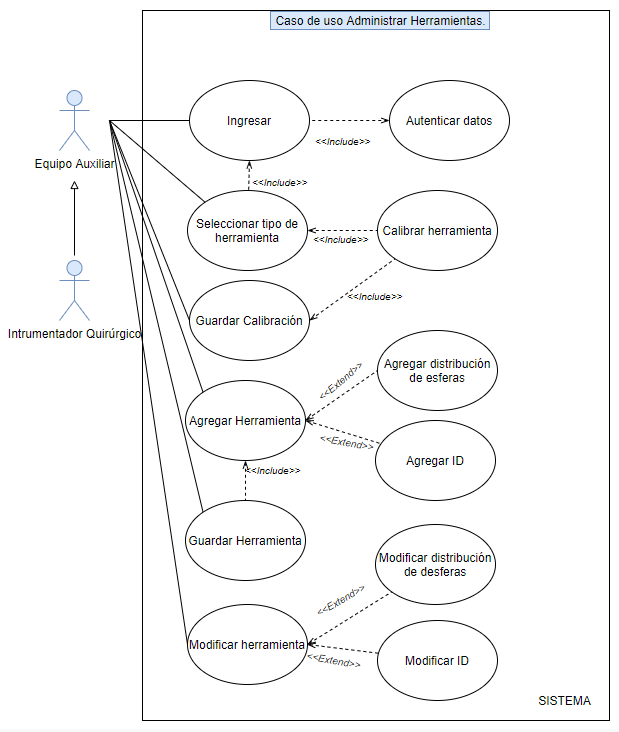 Caso de uso Administrar Herramientas.
Equipo Auxiliar
Intrumentador Quirúrgico
Ingresar
<<Include>>
Autenticar datos
<<Include>>
Seleccionar tipo de
herramienta
<<Include>>
Calibrar herramienta
<<Include>>
Guardar Calibración
Agregar distribución
de esferas
<<Extend>>
Agregar Herramienta
<<Extend>>
Agregar ID
<<Include>>
Guardar Herramienta
Modificar distribución
de desferas
<<Extend>>
Modificar herramienta
<<Extend>>
Modificar ID
SISTEMA